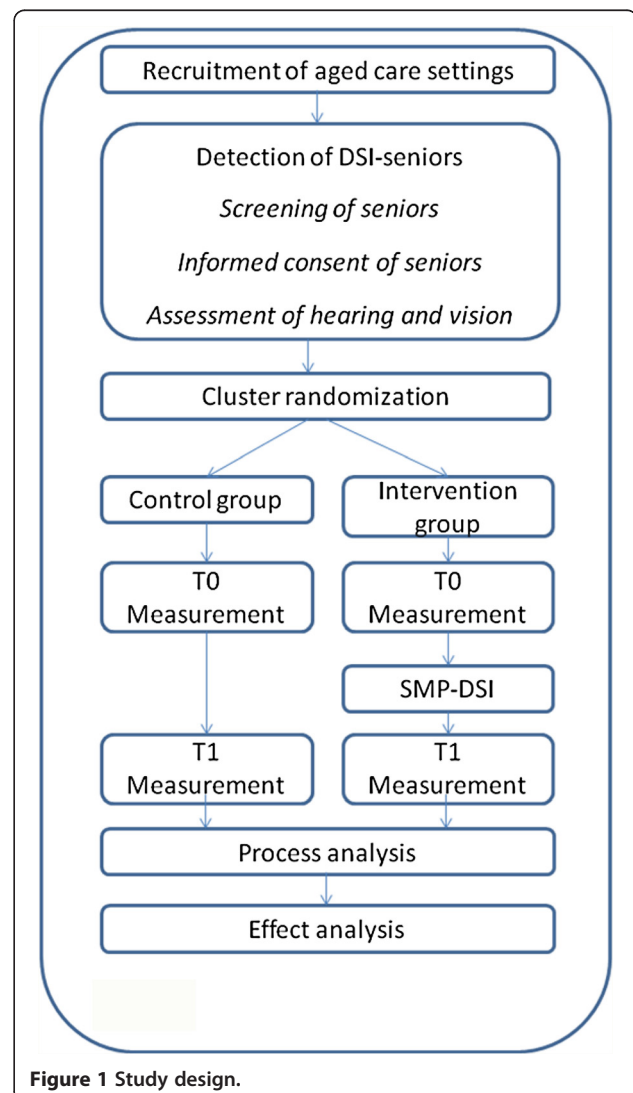 Recruitment of aged care settings
Detection of DSI-seniors
Screening of seniors
Informed consent of seniors
Assessment of hearing and vision
Cluster randomization
Control group
Intervention
group
T0
Measurement
T0
Measurement
SMP-DSI
T1
Measurement
T1
Measurement
Process analysis
Effect analysis
Figure 1 Study design.